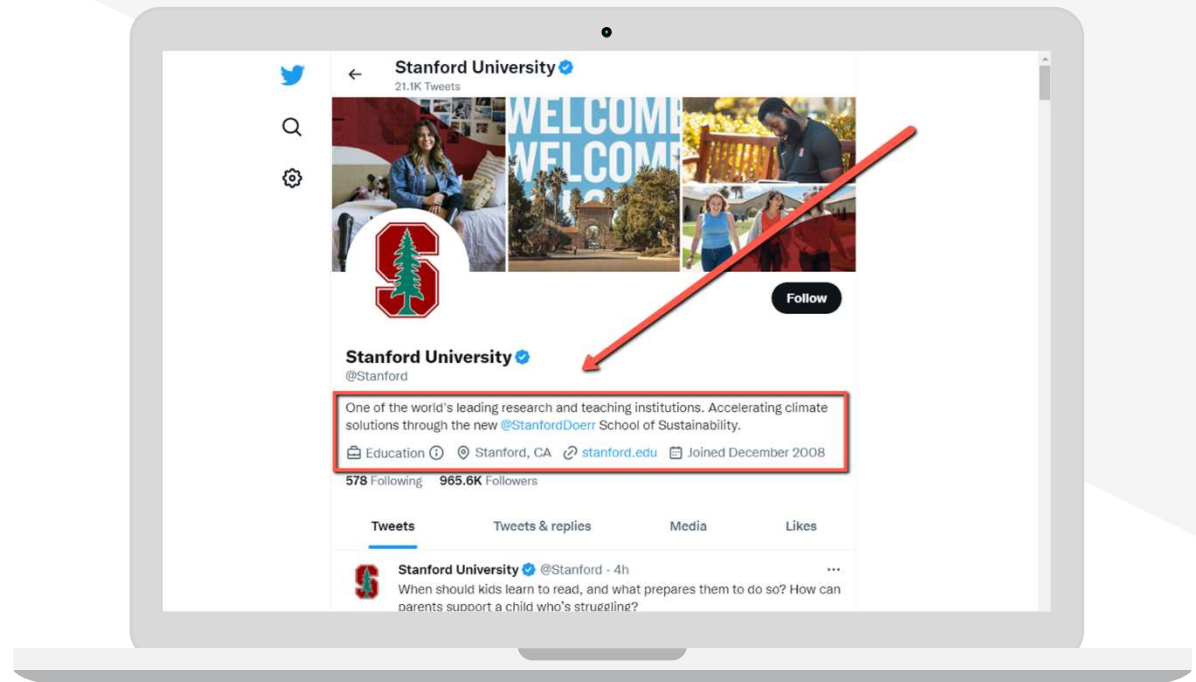 Stanford University
21.1K Tweets
WELCOME
WELCOME
Follow
Stanford University
@Stanford
One of the world's leading research and teaching institutions. Accelerating climate
solutions through the new @StanfordDoerr School of Sustainability.
Education Stanford, CA stanford.edu Joined December 2008
578 Following 965.6K Followers
Tweets Tweets & replies Media Likes
Stanford University @Stanford · 4h
When should kids learn to read, and what prepares them to do so? How can
parents support a child who's struggling?